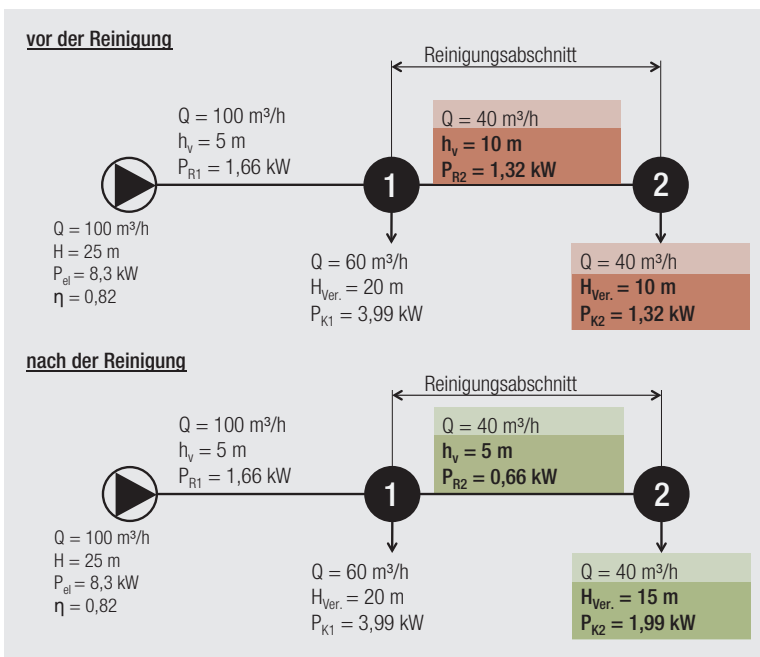 vor der Reinigung
Reinigungsabschnitt
Q = 100 m³/h
hᵥ = 5 m
P_R1 = 1,66 kW
Q = 40 m³/h
hᵥ = 10 m
P_R2 = 1,32 kW
1
2
Q = 100 m³/h
H = 25 m
P_el = 8,3 kW
η = 0,82
Q = 60 m³/h
H_Ver. = 20 m
P_K1 = 3,99 kW
Q = 40 m³/h
H_Ver. = 10 m
P_K2 = 1,32 kW
nach der Reinigung
Reinigungsabschnitt
Q = 100 m³/h
hᵥ = 5 m
P_R1 = 1,66 kW
Q = 40 m³/h
hᵥ = 5 m
P_R2 = 0,66 kW
1
2
Q = 100 m³/h
H = 25 m
P_el = 8,3 kW
η = 0,82
Q = 60 m³/h
H_Ver. = 20 m
P_K1 = 3,99 kW
Q = 40 m³/h
H_Ver. = 15 m
P_K2 = 1,99 kW